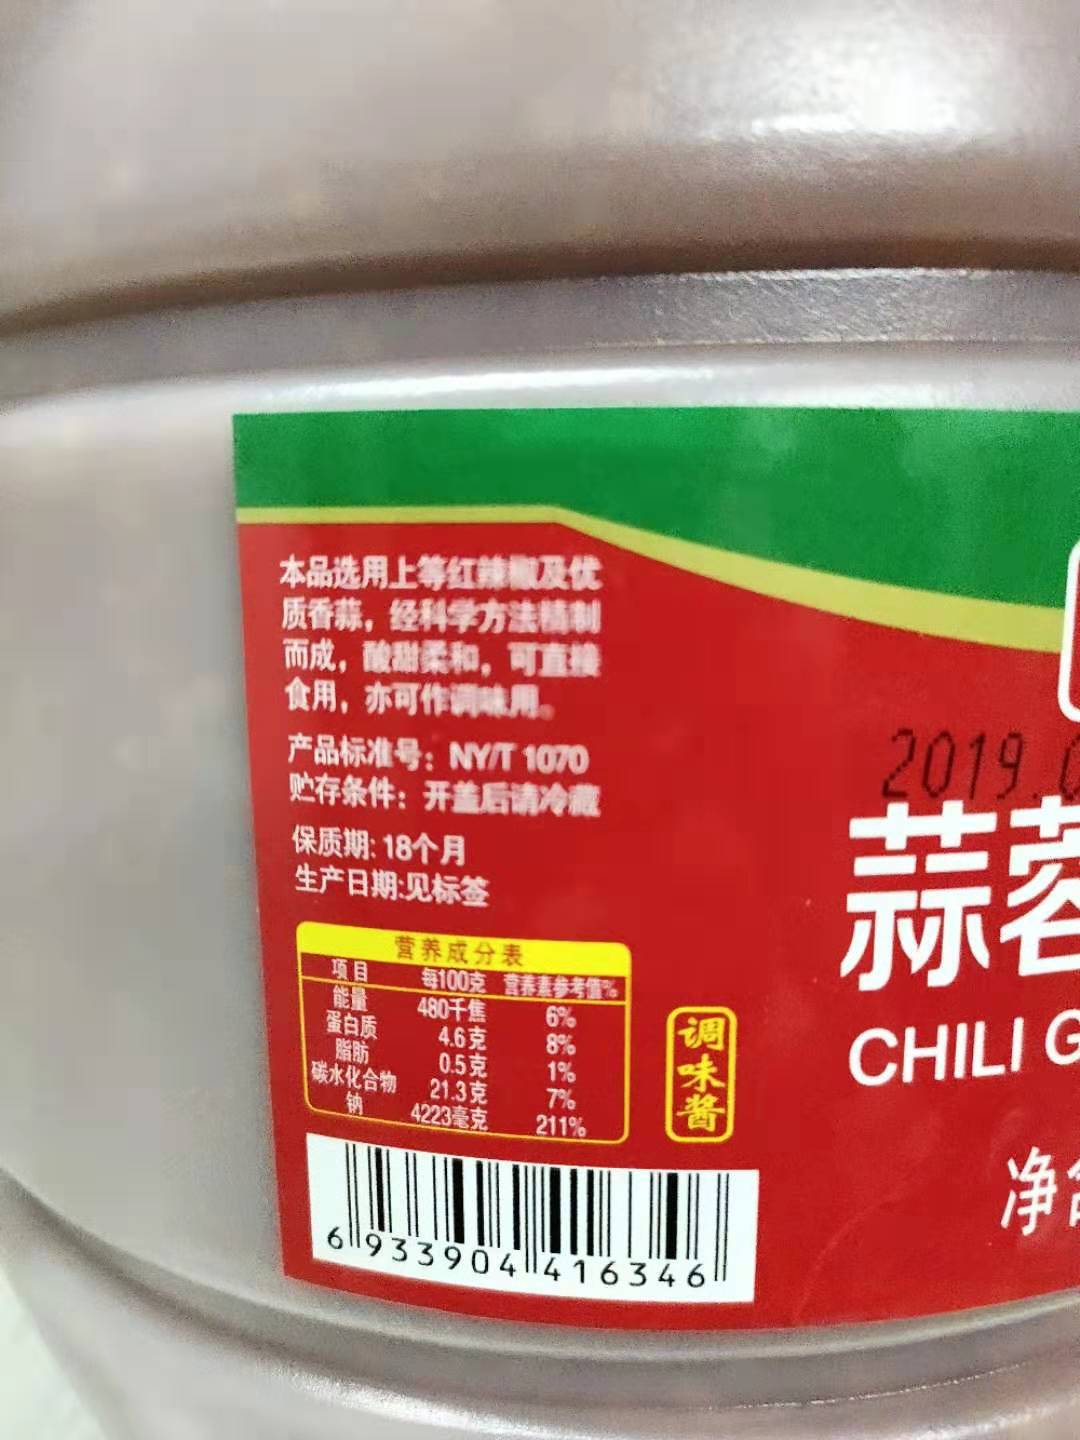 本品选用上等红辣椒及优
质香蒜，经科学方法精制
而成，酸甜柔和，可直接
食用，亦可作调味用。
产品标准号：NY/T 1070
贮存条件：开盖后请冷藏
保质期:18个月
生产日期:见标签
营养成分表
项目 每100克 营养素参考值%
能量 480千焦 6%
蛋白质 4.6克 8%
脂肪 0.5克 1%
碳水化合物 21.3克 7%
钠 4223毫克 211%
调味酱
6933904416346
2019.0
蒜蓉
CHILI G
净含